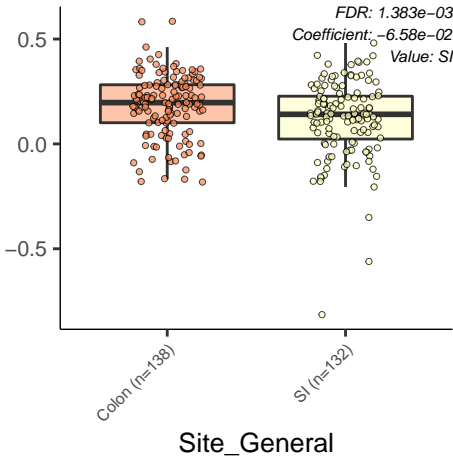 FDR: 1.383e−03
Coefficient: −6.58e−02
Value: SI
0.5
0.0
−0.5
Colon (n=138)
SI (n=132)
Site_General